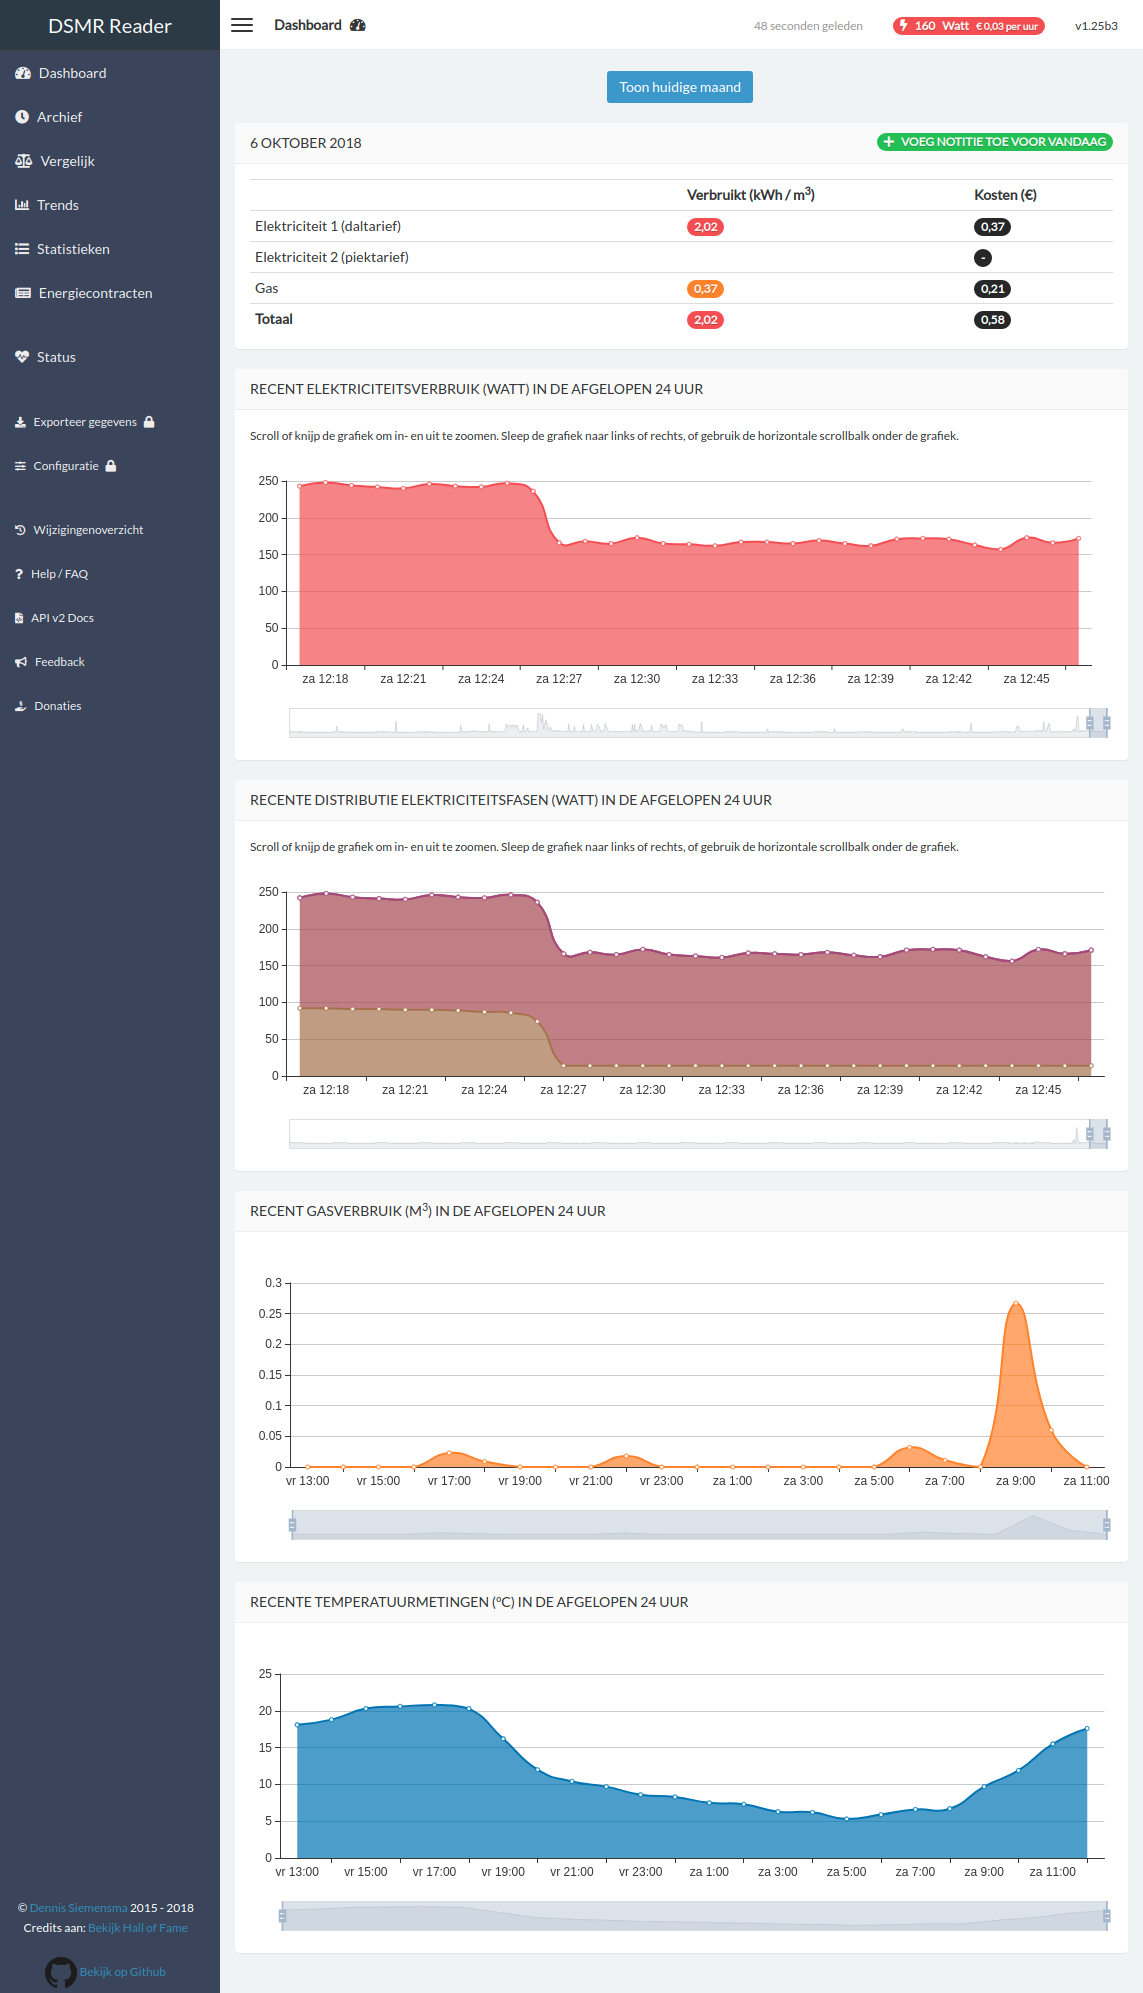 DSMR Reader
Dashboard
Archief
Vergelijk
Trends
Statistieken
Energiecontracten
Status
Exporteer gegevens
Configuratie
Wijzigingenoverzicht
Help / FAQ
API v2 Docs
Feedback
Donaties
© Dennis Siemensma 2015 - 2018
Credits aan: Bekijk Hall of Fame
Bekijk op Github
Dashboard 48 seconden geleden 160 Watt € 0,03 per uur v1.25b3
Toon huidige maand
6 OKTOBER 2018 VOEG NOTITIE TOE VOOR VANDAAG
Verbruikt (kWh / m³) Kosten (€)
Elektriciteit 1 (daltarief) 2,02 0,37
Elektriciteit 2 (piektarief) -
Gas 0,37 0,21
Totaal 2,02 0,58
RECENT ELEKTRICITEITSVERBRUIK (WATT) IN DE AFGELOPEN 24 UUR
Scroll of knijp de grafiek om in- en uit te zoomen. Sleep de grafiek naar links of rechts, of gebruik de horizontale scrollbalk onder de grafiek.
250
200
150
100
50
0
za 12:18 za 12:21 za 12:24 za 12:27 za 12:30 za 12:33 za 12:36 za 12:39 za 12:42 za 12:45
RECENTE DISTRIBUTIE ELEKTRICITEITSFASEN (WATT) IN DE AFGELOPEN 24 UUR
Scroll of knijp de grafiek om in- en uit te zoomen. Sleep de grafiek naar links of rechts, of gebruik de horizontale scrollbalk onder de grafiek.
250
200
150
100
50
0
za 12:18 za 12:21 za 12:24 za 12:27 za 12:30 za 12:33 za 12:36 za 12:39 za 12:42 za 12:45
RECENT GASVERBRUIK (M³) IN DE AFGELOPEN 24 UUR
0.3
0.25
0.2
0.15
0.1
0.05
0
vr 13:00 vr 15:00 vr 17:00 vr 19:00 vr 21:00 vr 23:00 za 1:00 za 3:00 za 5:00 za 7:00 za 9:00 za 11:00
RECENTE TEMPERATUURMETINGEN (°C) IN DE AFGELOPEN 24 UUR
25
20
15
10
5
0
vr 13:00 vr 15:00 vr 17:00 vr 19:00 vr 21:00 vr 23:00 za 1:00 za 3:00 za 5:00 za 7:00 za 9:00 za 11:00